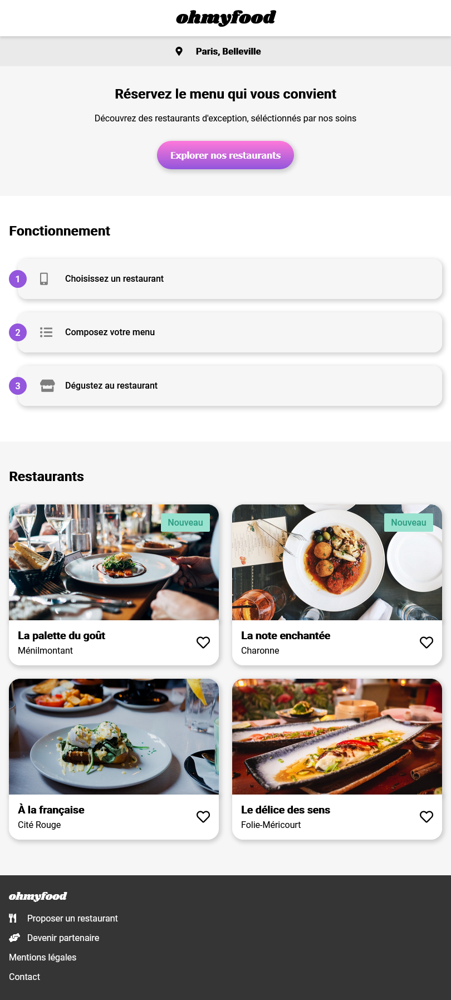 ohmyfood
Paris, Belleville
Réservez le menu qui vous convient
Découvrez des restaurants d'exception, séléctionnés par nos soins
Explorer nos restaurants
Fonctionnement
1 Choisissez un restaurant
2 Composez votre menu
3 Dégustez au restaurant
Restaurants
Nouveau
La palette du goût
Ménilmontant
Nouveau
La note enchantée
Charonne
À la française
Cité Rouge
Le délice des sens
Folie-Méricourt
ohmyfood
Proposer un restaurant
Devenir partenaire
Mentions légales
Contact